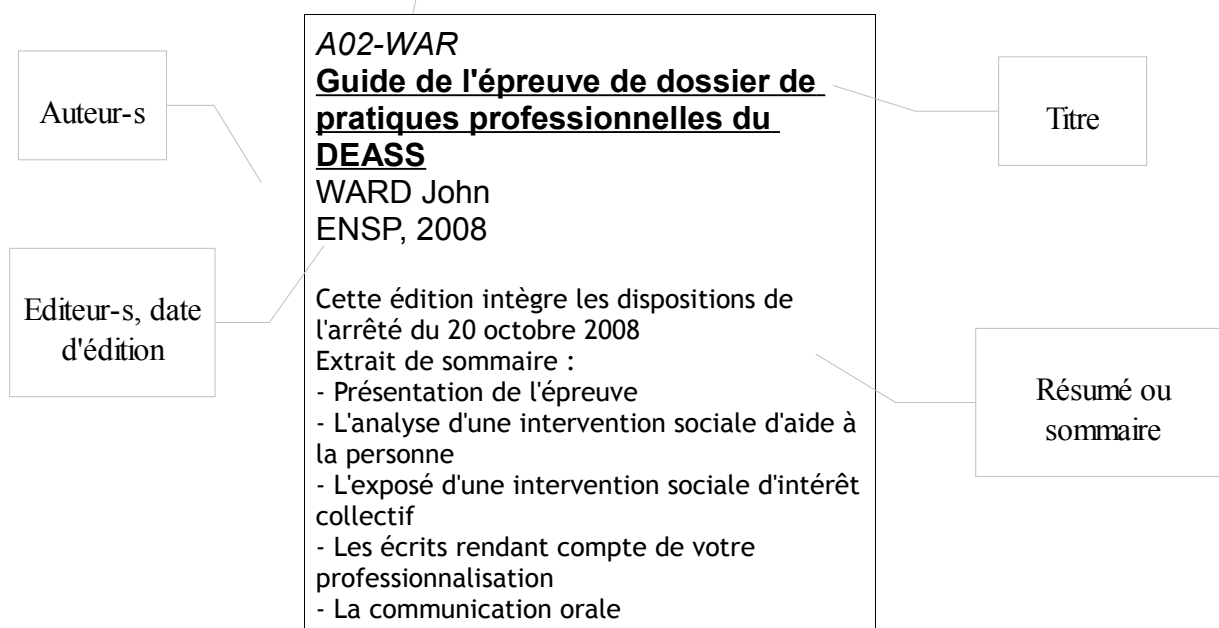 A02-WAR
Guide de l'épreuve de dossier de
pratiques professionnelles du
DEASS
WARD John
ENSP, 2008
Cette édition intègre les dispositions de
l'arrêté du 20 octobre 2008
Extrait de sommaire :
- Présentation de l'épreuve
- L'analyse d'une intervention sociale d'aide à
la personne
- L'exposé d'une intervention sociale d'intérêt
collectif
- Les écrits rendant compte de votre
professionnalisation
- La communication orale
Auteur-s
Editeur-s, date
d'édition
Titre
Résumé ou
sommaire